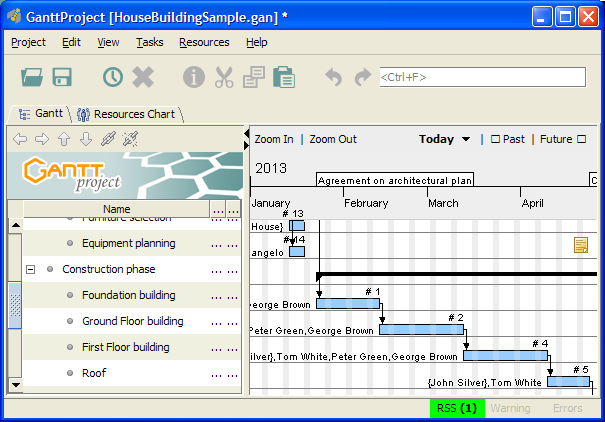 GanttProject [HouseBuildingSample.gan] *
Project Edit View Tasks Resources Help
<Ctrl+F>
Gantt Resources Chart
Zoom In | Zoom Out Today | Past | Future
GANTT project
2013
Agreement on architectural plan
January February March April
Name ... ...
# 13
Furniture selection ... ...
House}
# 14
Equipment planning ... ...
angelo
Construction phase ... ...
# 1
Foundation building ... ...
George Brown
# 2
Ground Floor building ... ...
Peter Green,George Brown
# 4
First Floor building ... ...
Silver},Tom White,Peter Green,George Brown
# 5
Roof ... ...
{John Silver},Tom White
RSS (1) Warning Errors